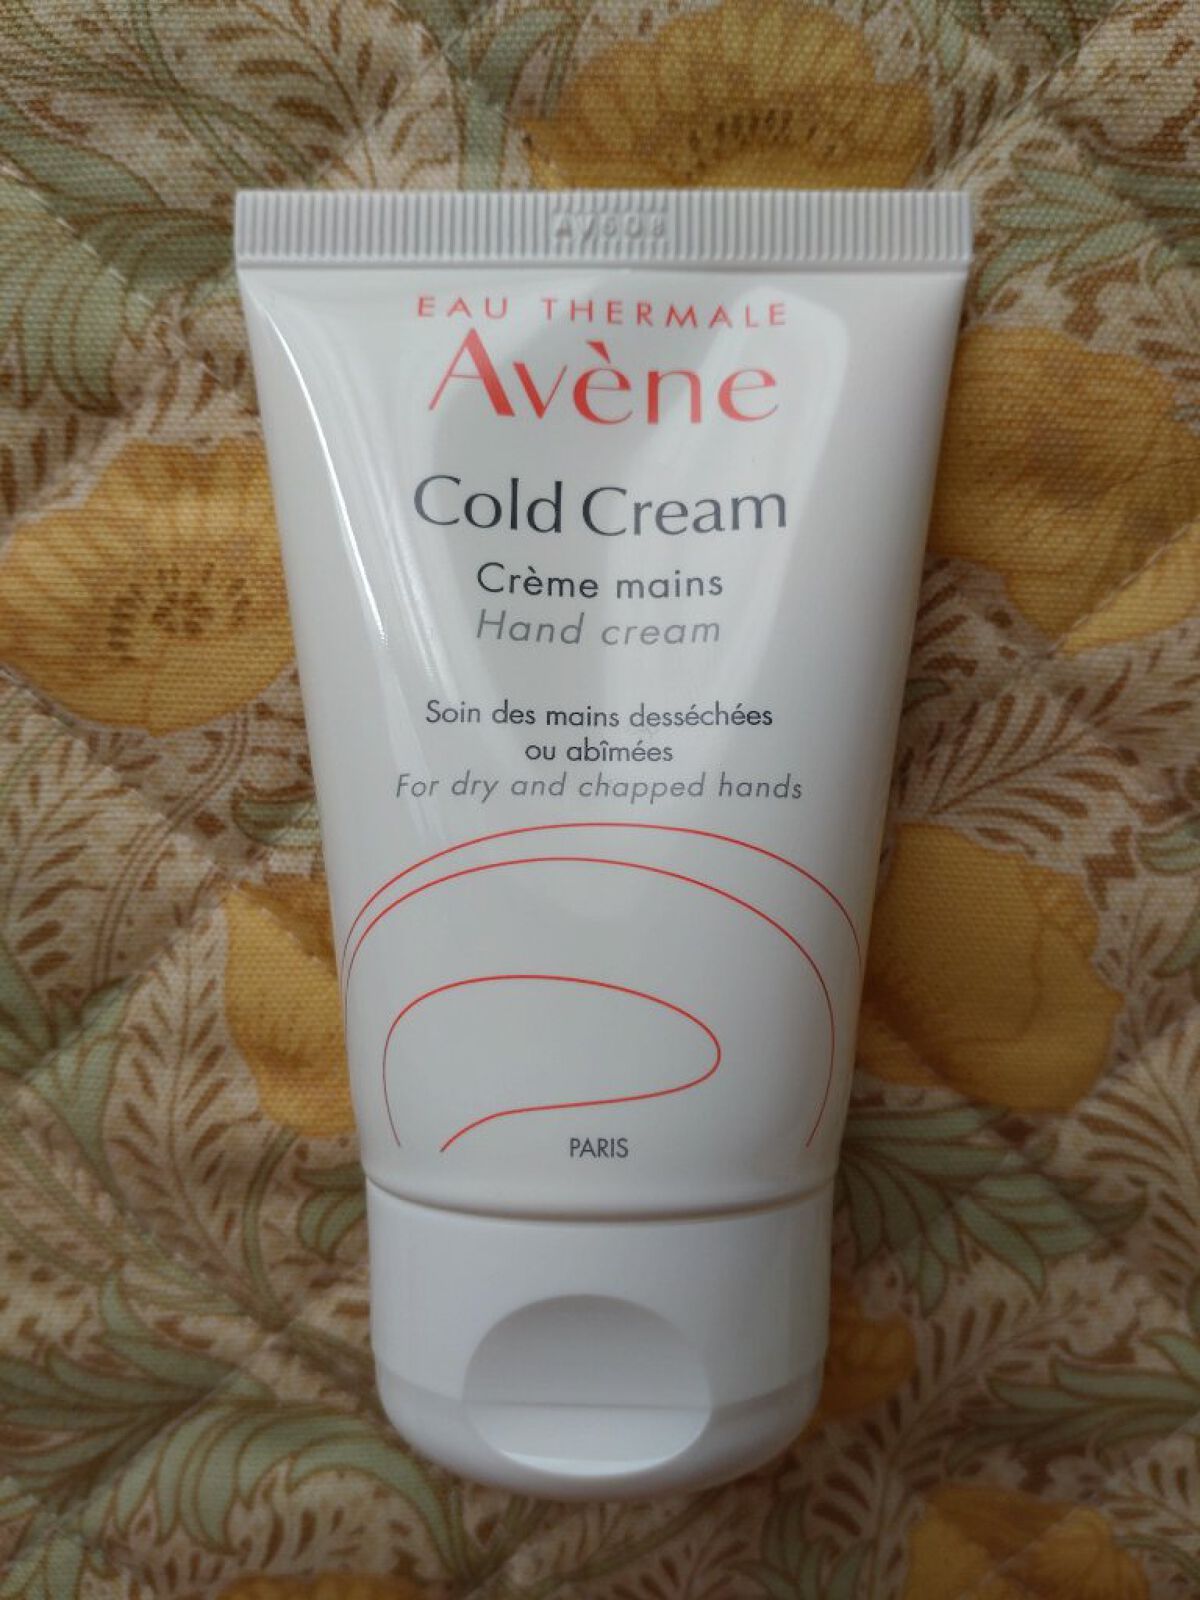 EAU THERMALE
Avène
Cold Cream
Crème mains
Hand cream
Soin des mains desséchées
ou abîmées
For dry and chapped hands
PARIS